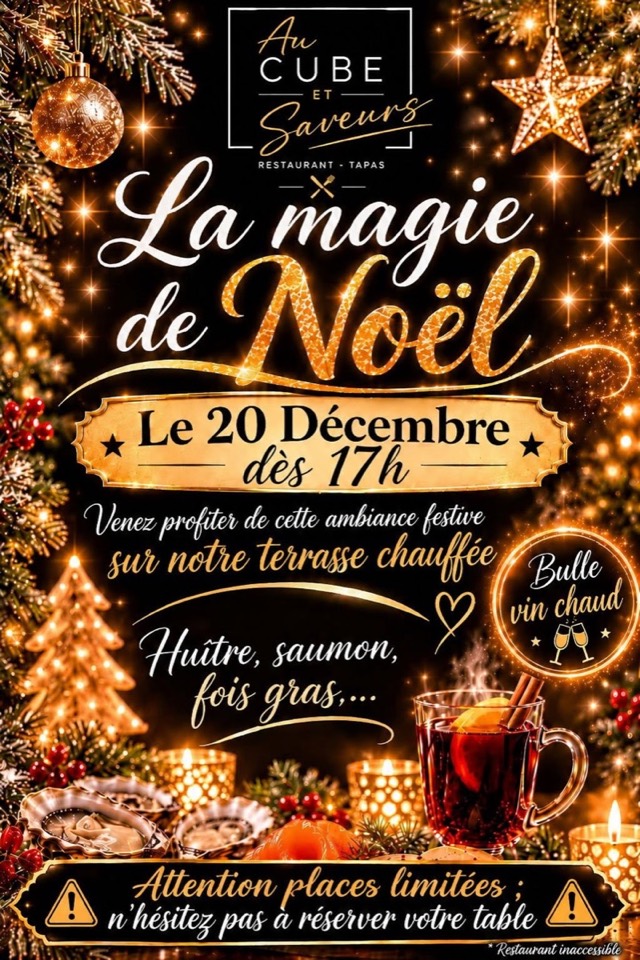 Au
CUBE
ET
Saveurs
RESTAURANT - TAPAS
La magie
de Noël
Le 20 Décembre
dès 17h
Venez profiter de cette ambiance festive
sur notre terrasse chauffée
Bulle
vin chaud
Huître, saumon,
fois gras,...
Attention places limitées ;
n'hésitez pas à réserver votre table
* Restaurant inaccessible